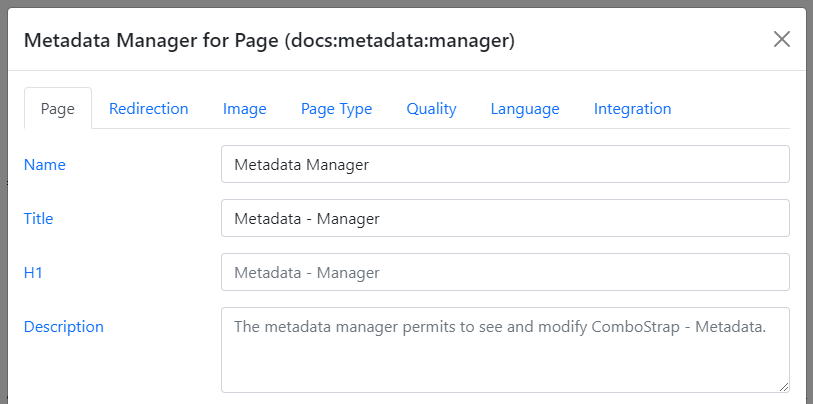 Metadata Manager for Page (docs:metadata:manager)
Page Redirection Image Page Type Quality Language Integration
Name Metadata Manager
Title Metadata - Manager
H1 Metadata - Manager
Description The metadata manager permits to see and modify ComboStrap - Metadata.